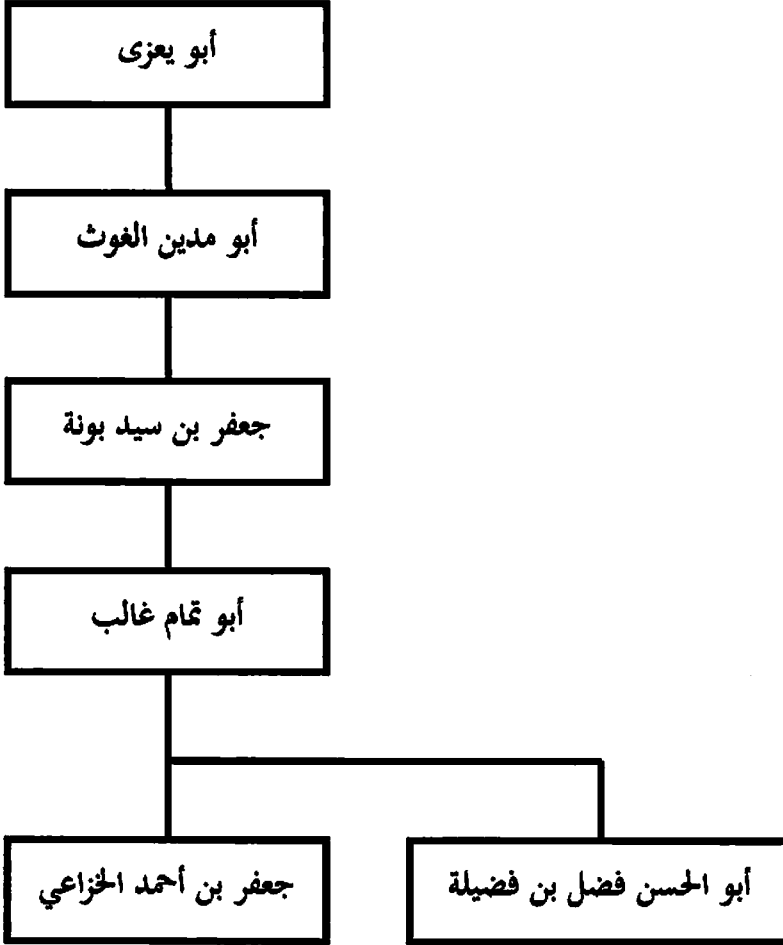 أبو يعزى
أبو مدين الغوث
جعفر بن سيد بونة
أبو تمام غالب
أبو الحسن فضل بن فضيلة
جعفر بن أحمد الخزاعي